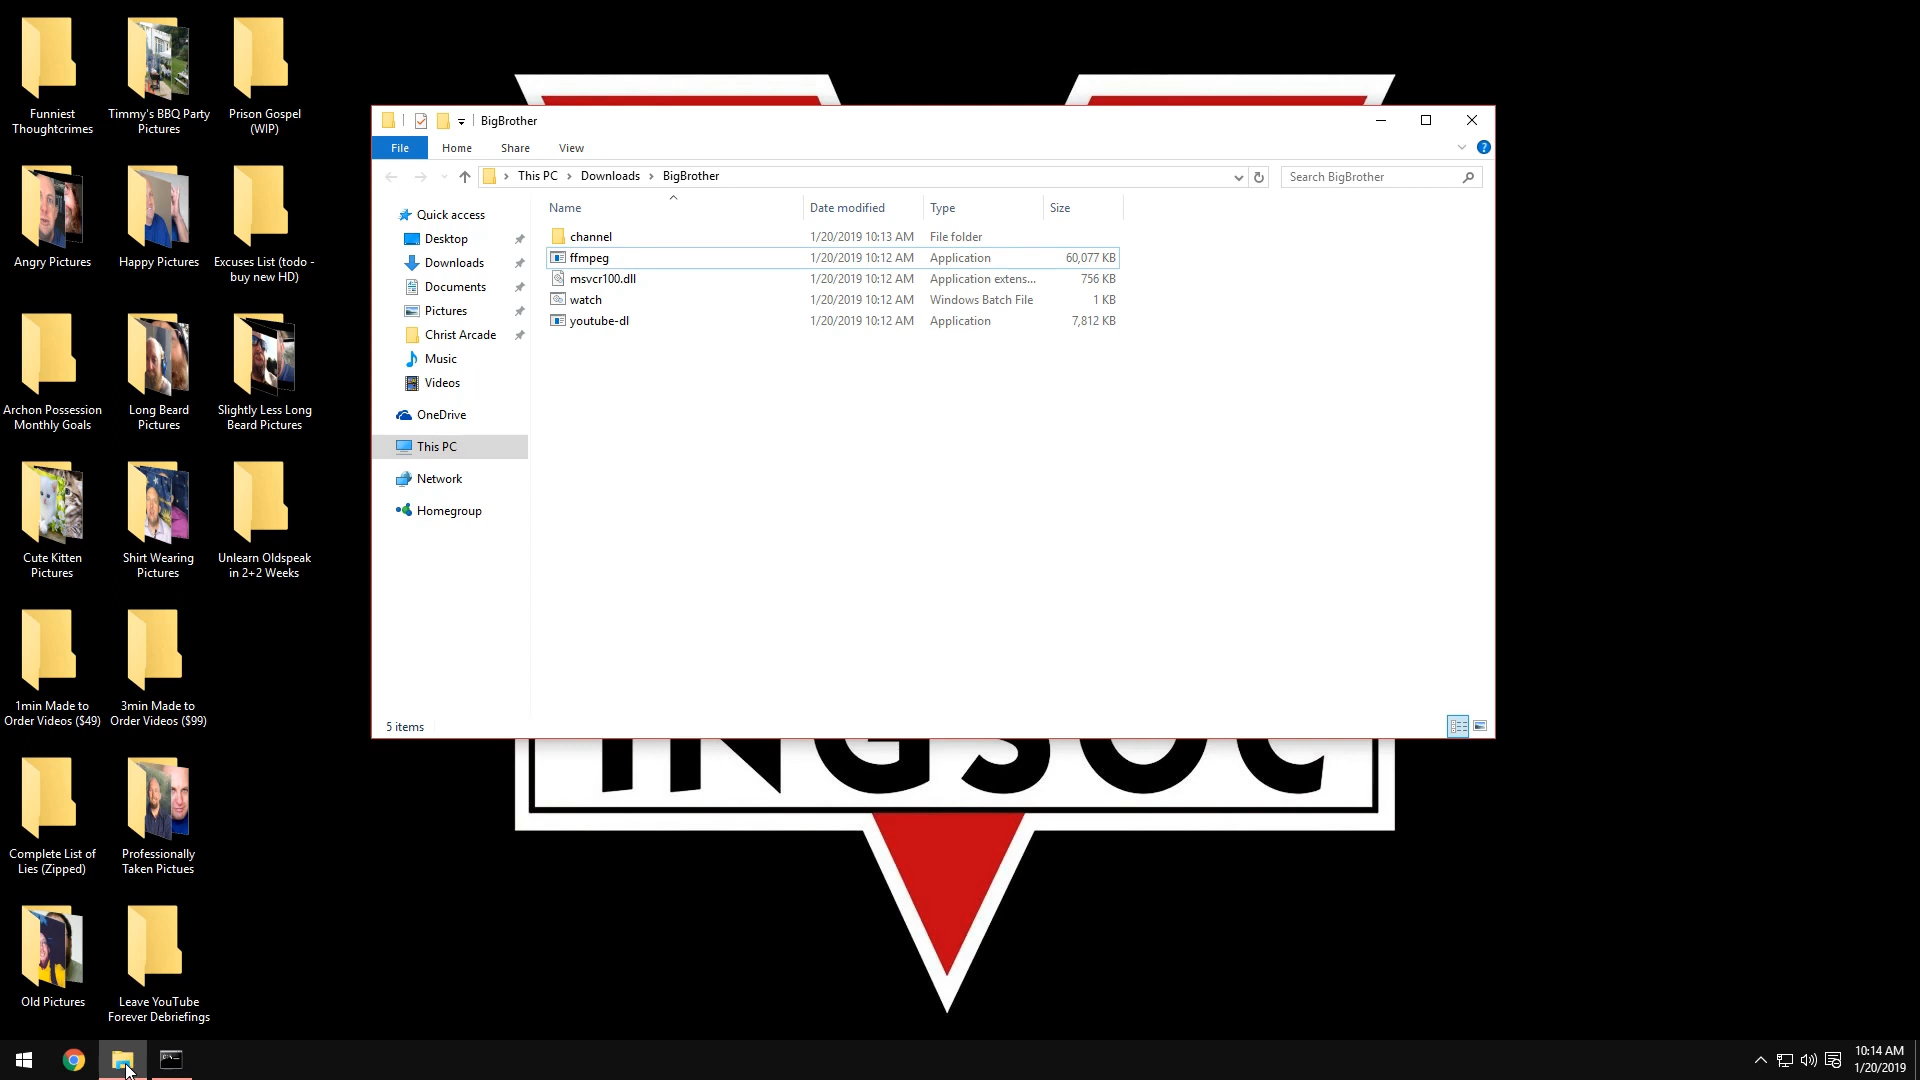 Funniest
Thoughtcrimes
Timmy's BBQ Party
Pictures
Prison Gospel
(WIP)
Angry Pictures
Happy Pictures
Excuses List (todo -
buy new HD)
Archon Possession
Monthly Goals
Long Beard
Pictures
Slightly Less Long
Beard Pictures
Cute Kitten
Pictures
Shirt Wearing
Pictures
Unlearn Oldspeak
in 2+2 Weeks
1min Made to
Order Videos ($49)
3min Made to
Order Videos ($99)
Complete List of
Lies (Zipped)
Professionally
Taken Pictues
Old Pictures
Leave YouTube
Forever Debriefings
BigBrother
File Home Share View
This PC > Downloads > BigBrother
Search BigBrother
Quick access
Desktop
Downloads
Documents
Pictures
Christ Arcade
Music
Videos
OneDrive
This PC
Network
Homegroup
Name Date modified Type Size
channel 1/20/2019 10:13 AM File folder
ffmpeg 1/20/2019 10:12 AM Application 60,077 KB
msvcr100.dll 1/20/2019 10:12 AM Application extens... 756 KB
watch 1/20/2019 10:12 AM Windows Batch File 1 KB
youtube-dl 1/20/2019 10:12 AM Application 7,812 KB
5 items
INGSOC
10:14 AM
1/20/2019